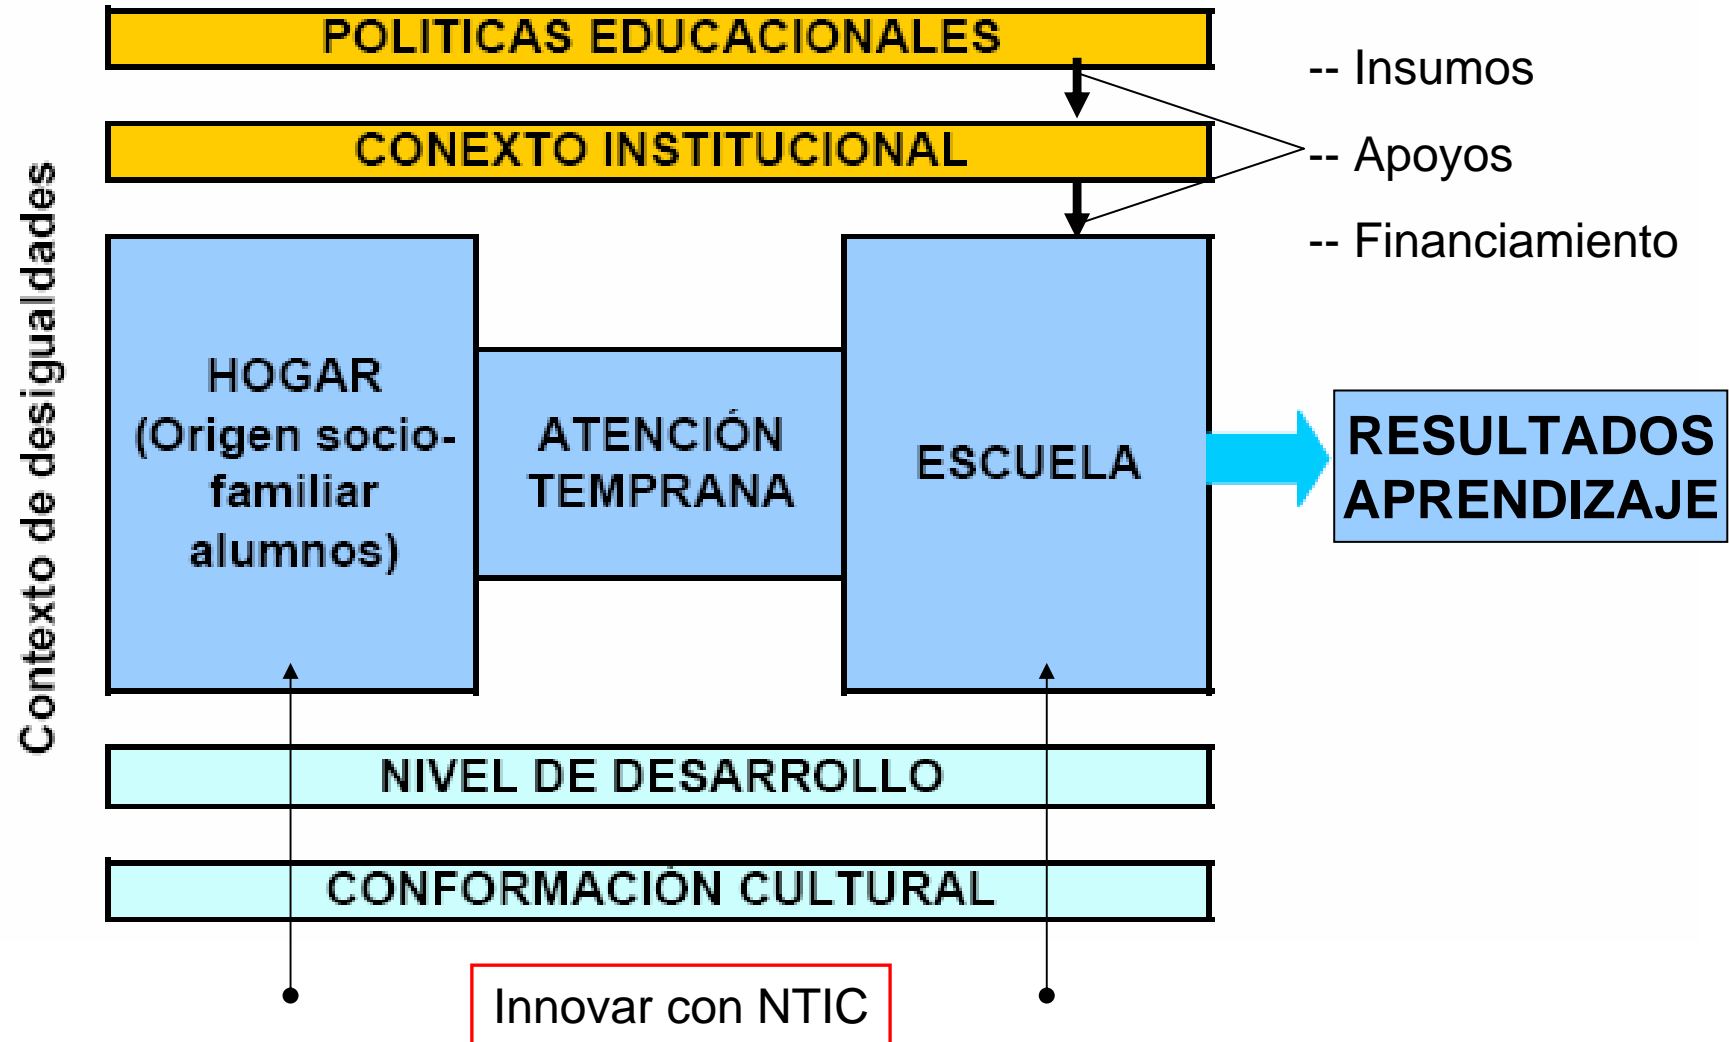 POLITICAS EDUCACIONALES
-- Insumos
CONEXTO INSTITUCIONAL
-- Apoyos
-- Financiamiento
Contexto de desigualdades
HOGAR
(Origen socio-
familiar
alumnos)
ATENCIÓN
TEMPRANA
ESCUELA
RESULTADOS
APRENDIZAJE
NIVEL DE DESARROLLO
CONFORMACIÓN CULTURAL
Innovar con NTIC